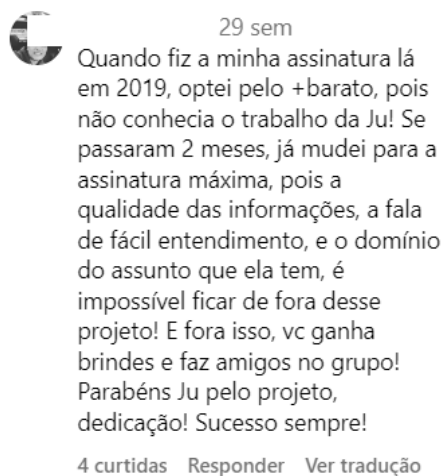 29 sem
Quando fiz a minha assinatura lá
em 2019, optei pelo +barato, pois
não conhecia o trabalho da Ju! Se
passaram 2 meses, já mudei para a
assinatura máxima, pois a
qualidade das informações, a fala
de fácil entendimento, e o domínio
do assunto que ela tem, é
impossível ficar de fora desse
projeto! E fora isso, vc ganha
brindes e faz amigos no grupo!
Parabéns Ju pelo projeto,
dedicação! Sucesso sempre!
4 curtidas Responder Ver tradução